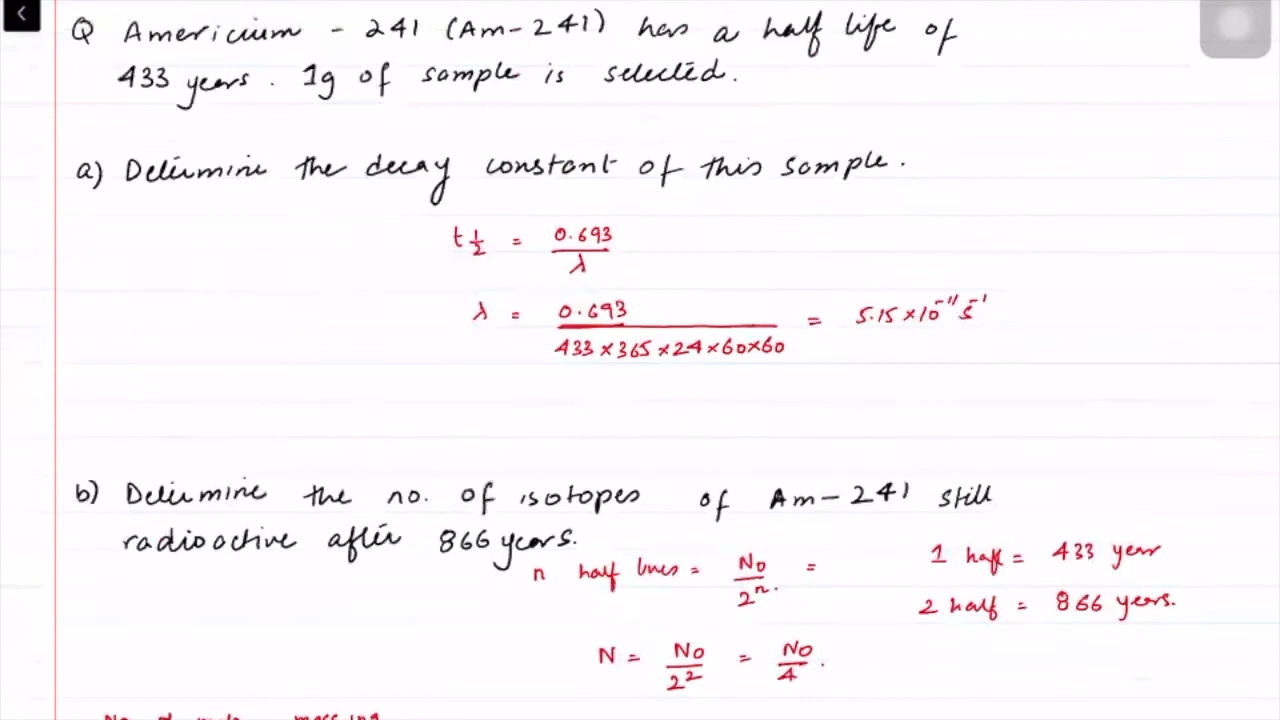 Q Americium - 241 (Am-241) has a half life of
433 years. 1g of sample is selected.
a) Determine the decay constant of this sample.
t½ = 0.693 / λ
λ = 0.693 / 433×365×24×60×60 = 5.15×10⁻¹¹ s⁻¹
b) Determine the no. of isotopes of Am-241 still
radioactive after 866 years.
n half lives = N₀ / 2ⁿ. =
1 half = 433 year
2 half = 866 years.
N = N₀ / 2² = N₀ / 4.